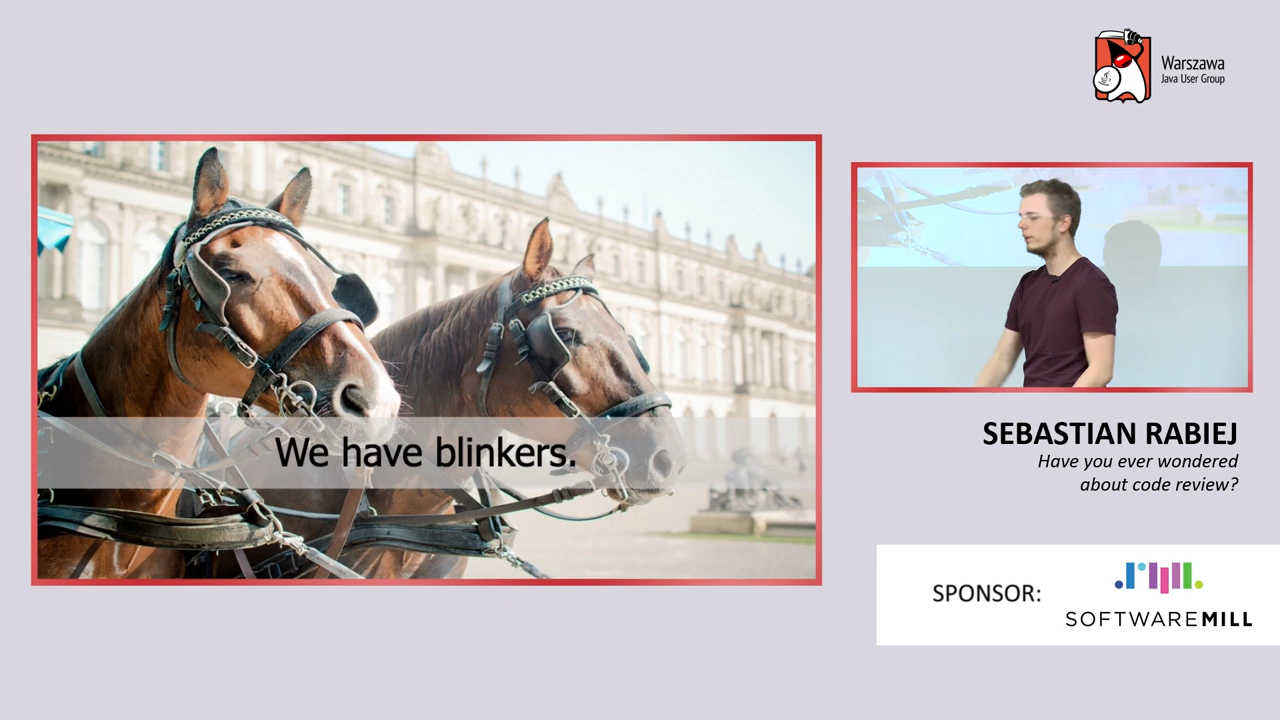 Warszawa
Java User Group
We have blinkers.
SEBASTIAN RABIEJ
Have you ever wondered
about code review?
SPONSOR:
SOFTWAREMILL